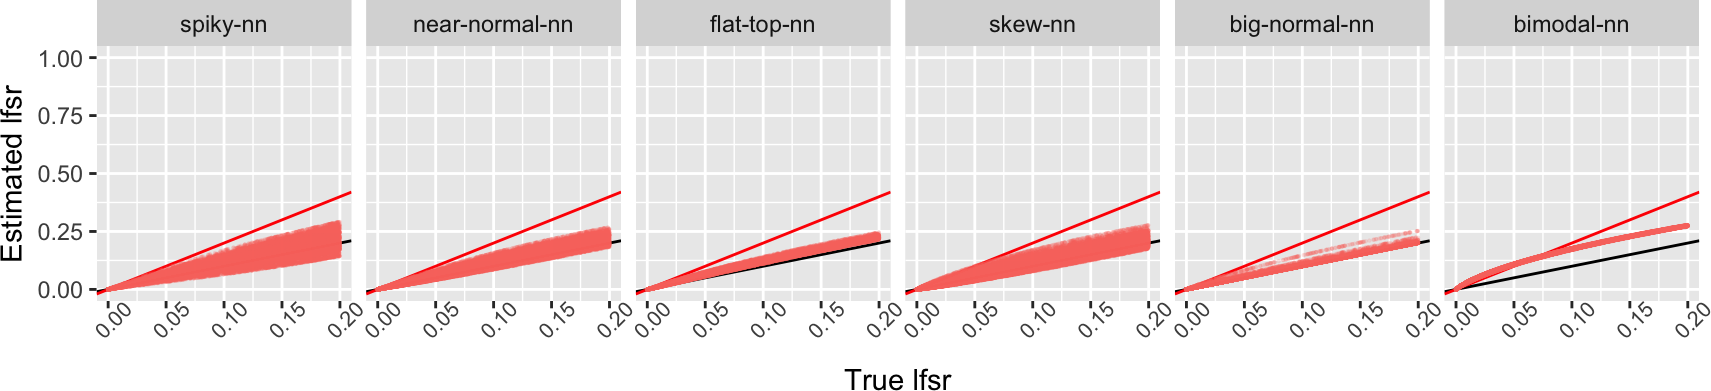 spiky-nn near-normal-nn flat-top-nn skew-nn big-normal-nn bimodal-nn
Estimated lfsr
1.00
0.75
0.50
0.25
0.00
0.00 0.05 0.10 0.15 0.20 0.00 0.05 0.10 0.15 0.20 0.00 0.05 0.10 0.15 0.20 0.00 0.05 0.10 0.15 0.20 0.00 0.05 0.10 0.15 0.20 0.00 0.05 0.10 0.15 0.20
True lfsr